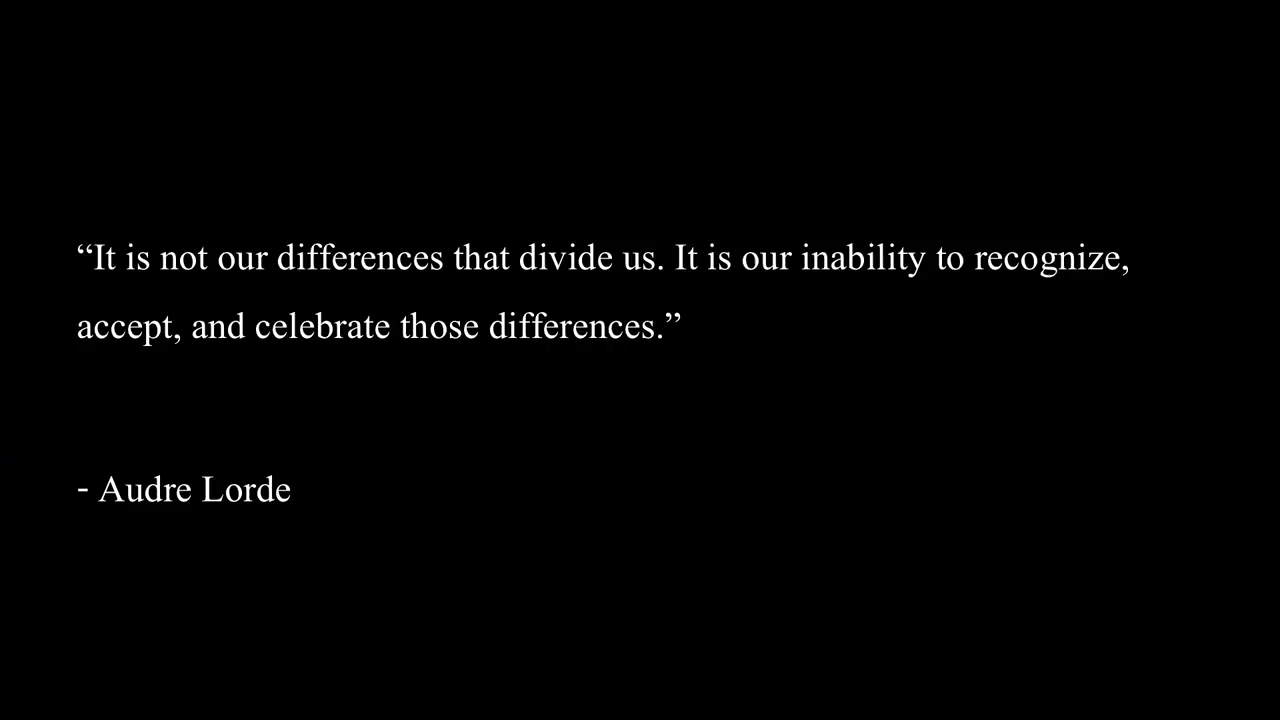 “It is not our differences that divide us. It is our inability to recognize,
accept, and celebrate those differences.”
- Audre Lorde